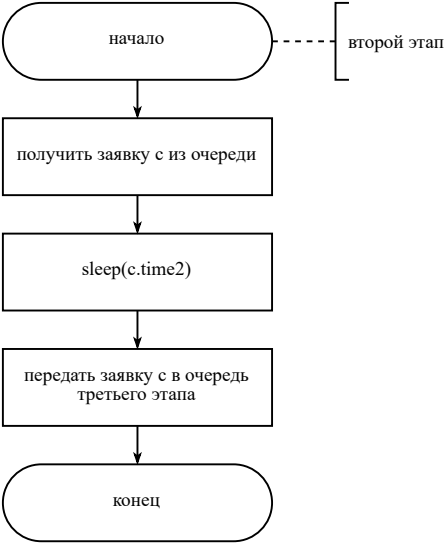 начало
второй этап
получить заявку с из очереди
sleep(c.time2)
передать заявку с в очередь
третьего этапа
конец